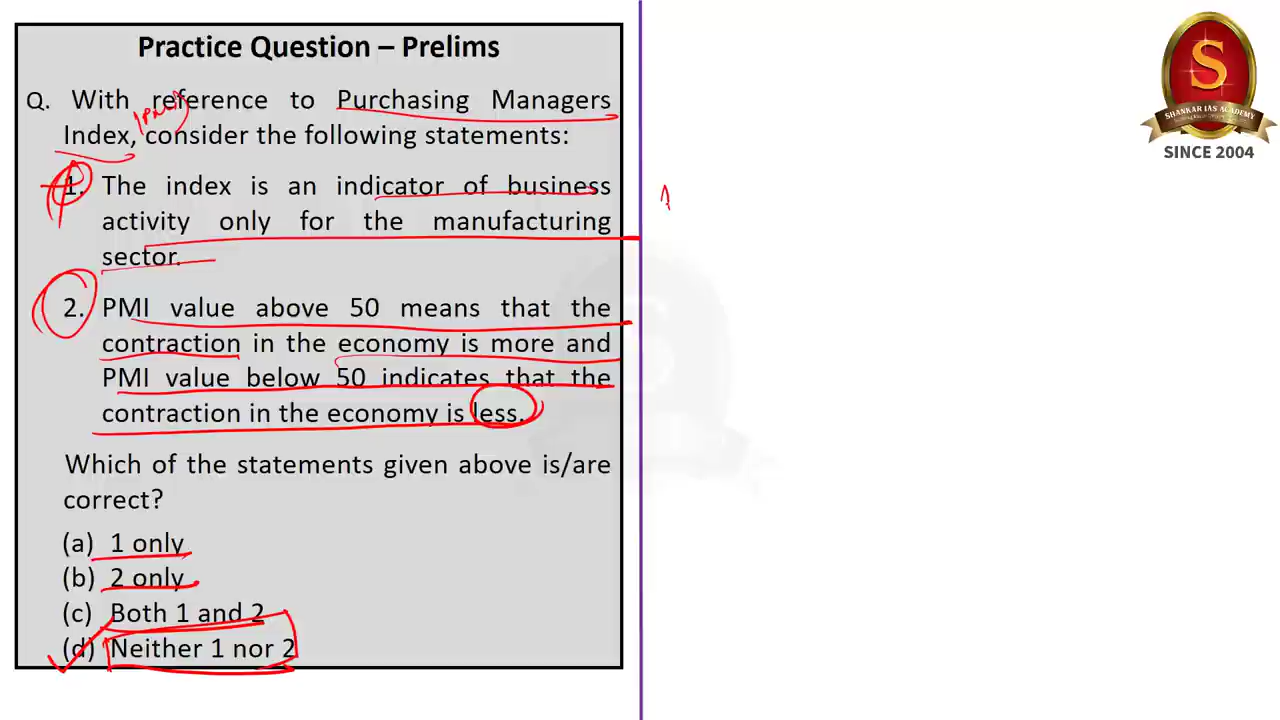 Practice Question – Prelims
Q. With reference to Purchasing Managers
(PMI)
Index, consider the following statements:
1. The index is an indicator of business
activity only for the manufacturing
sector.
2. PMI value above 50 means that the
contraction in the economy is more and
PMI value below 50 indicates that the
contraction in the economy is less.
Which of the statements given above is/are
correct?
(a) 1 only
(b) 2 only
(c) Both 1 and 2
(d) Neither 1 nor 2
S
SHANKAR IAS ACADEMY
SINCE 2004